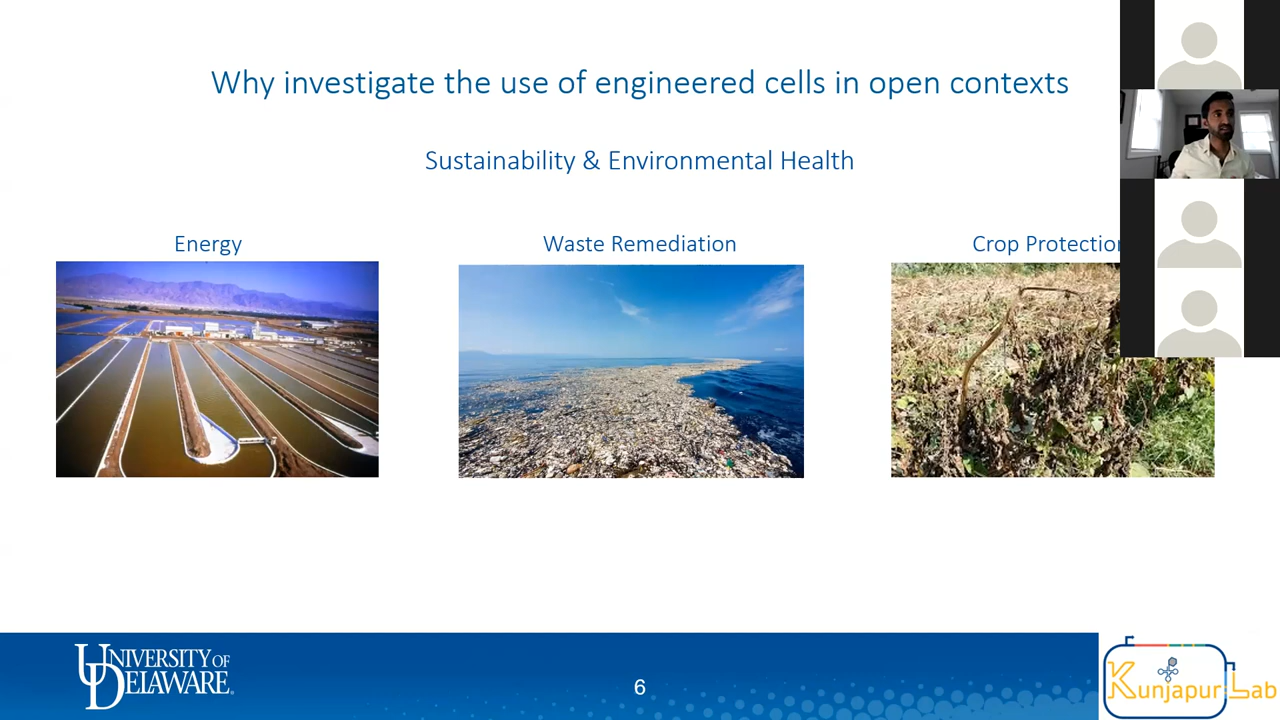 Why investigate the use of engineered cells in open contexts
Sustainability & Environmental Health
Energy
Waste Remediation
Crop Protection
UNIVERSITY OF
DELAWARE
6
Kunjapur Lab